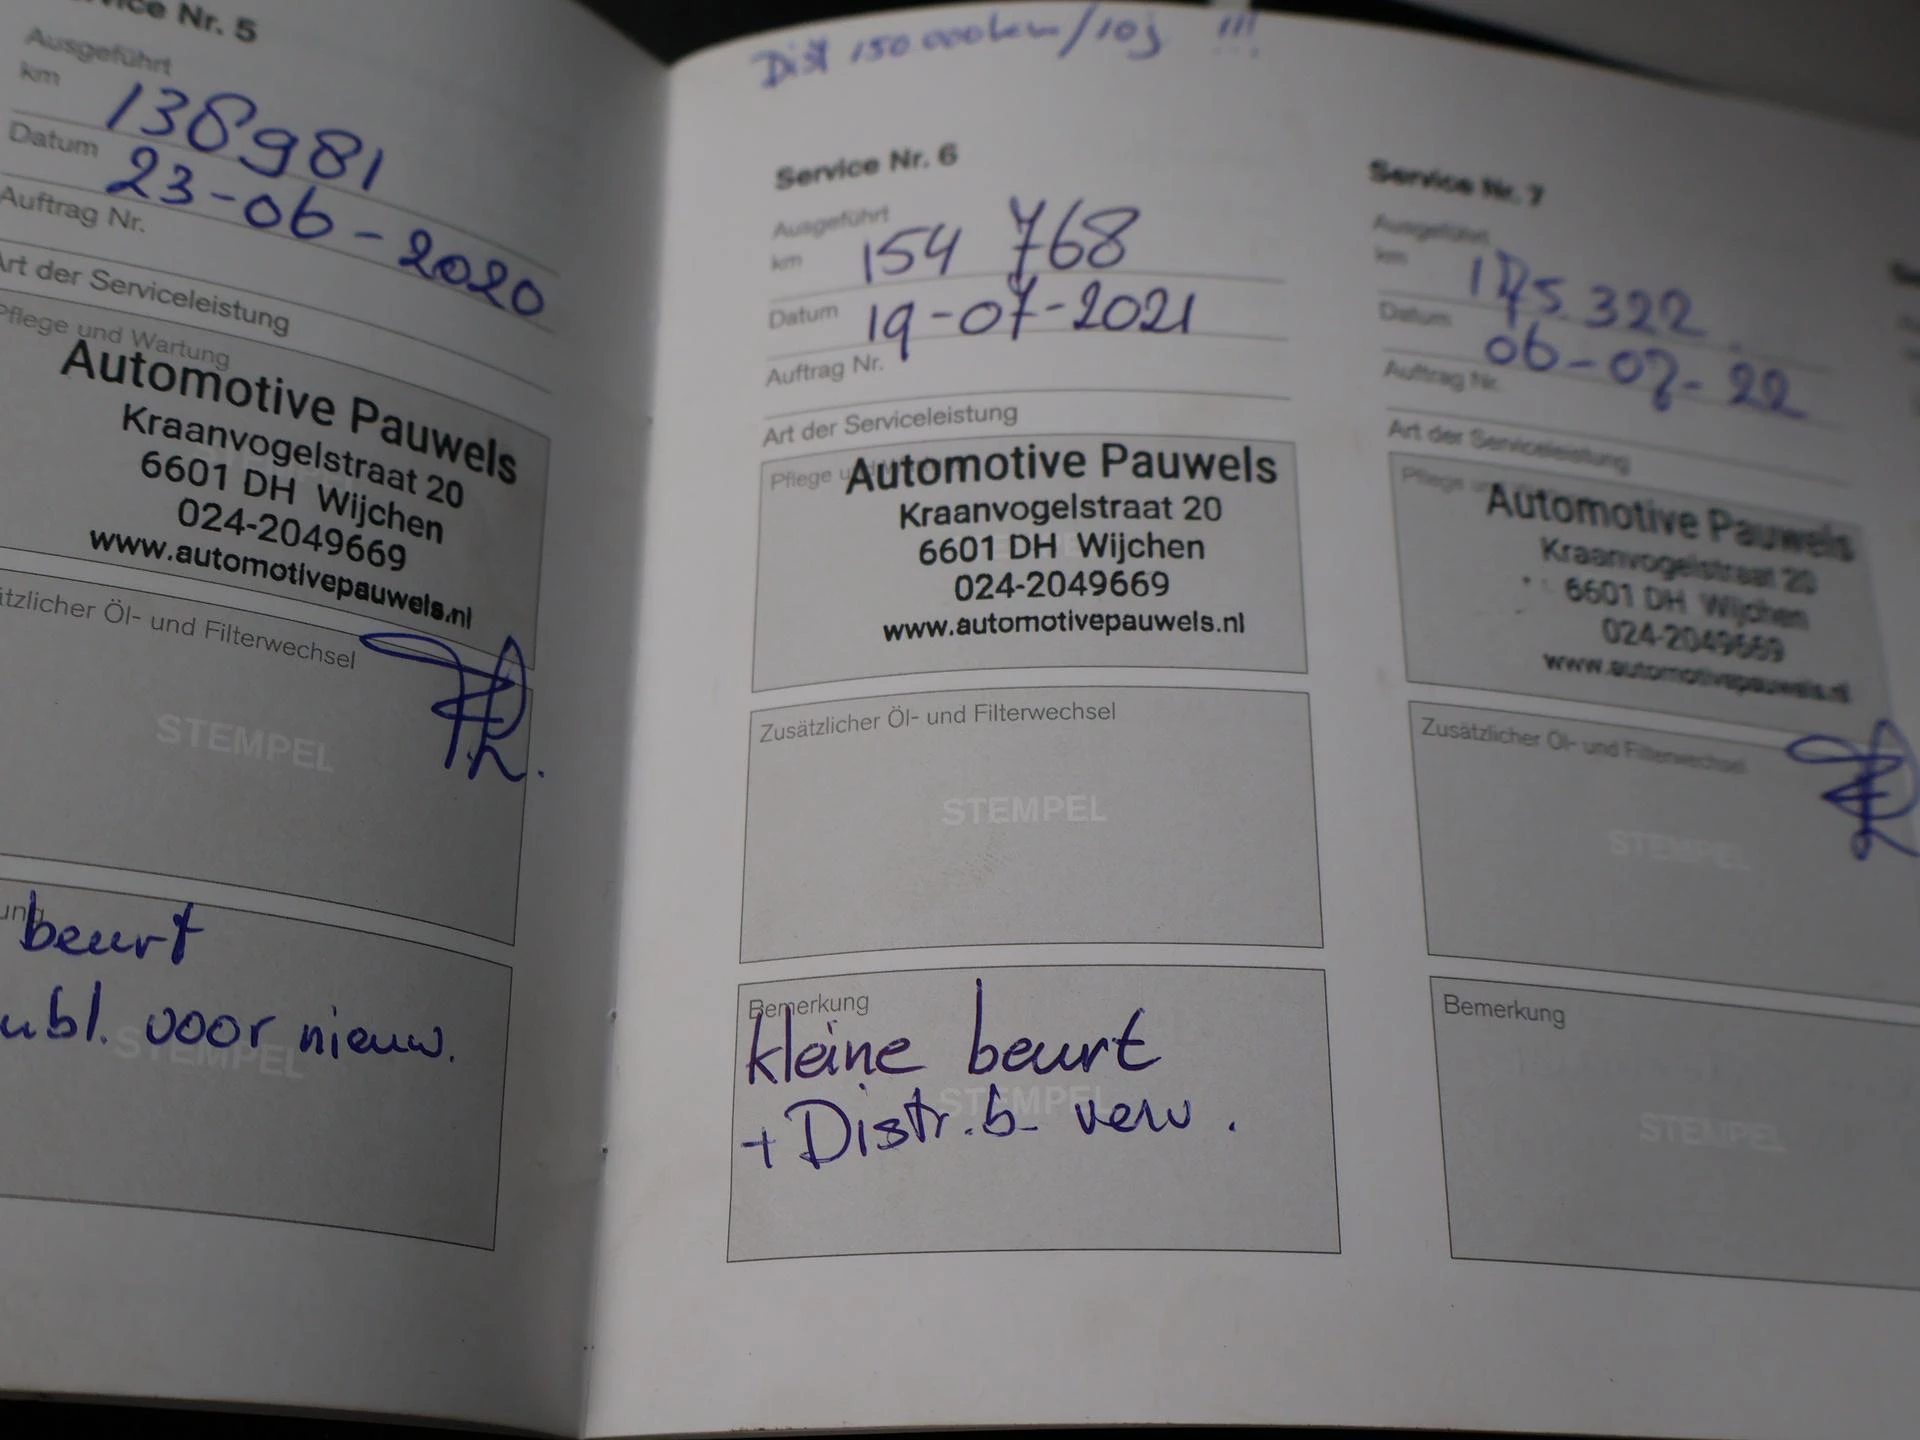 vice Nr. 5
Ausgeführt
km 138981
Datum 23-06-2020
Auftrag Nr.
Art der Serviceleistung
Pflege und Wartung
Automotive Pauwels
Kraanvogelstraat 20
6601 DH Wijchen
024-2049669
www.automotivepauwels.nl
ätzlicher Öl- und Filterwechsel
STEMPEL
beurt
ubl. voor nieuw.
STEMPEL
Dist 150.000km/10j !!!
Service Nr. 6
Ausgeführt
km 154 768
Datum 19-07-2021
Auftrag Nr.
Art der Serviceleistung
Pflege und
Automotive Pauwels
Kraanvogelstraat 20
6601 DH Wijchen
024-2049669
www.automotivepauwels.nl
Zusätzlicher Öl- und Filterwechsel
STEMPEL
Bemerkung
kleine beurt
STEMPEL
+ Distr.b. verv.
Service Nr. 7
Ausgeführt
km 175 322
Datum 06-07-22
Auftrag Nr.
Art der Serviceleistung
Pflege
Automotive Pauwels
Kraanvogelstraat 20
6601 DH Wijchen
024-2049669
www.automotivepauwels.nl
Zusätzlicher Öl- und Filterwechsel
STEMPEL
Bemerkung
STEMPEL